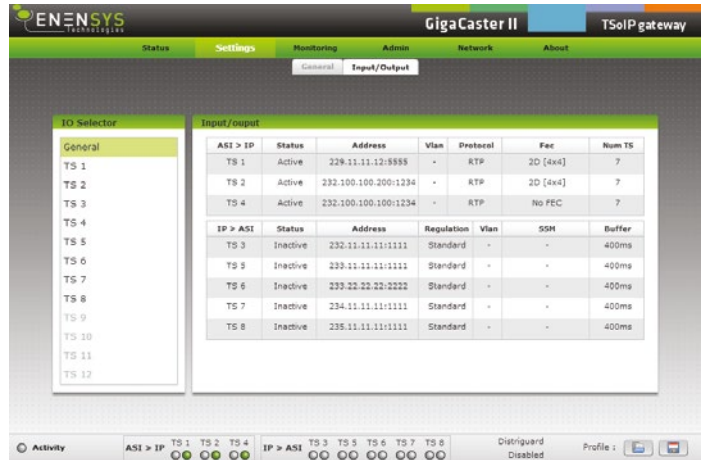 ENENSYS
Technologies
GigaCaster II
TSoIP gateway
Status Settings Monitoring Admin Network About
General Input/Output
IO Selector
General
TS 1
TS 2
TS 3
TS 4
TS 5
TS 6
TS 7
TS 8
TS 9
TS 10
TS 11
TS 12
Input/ouput
ASI > IP Status Address Vlan Protocol Fec Num TS
TS 1 Active 229.11.11.12:5555 - RTP 2D [4x4] 7
TS 2 Active 232.100.100.200:1234 - RTP 2D [4x4] 7
TS 4 Active 232.100.100.100:1234 - RTP No FEC 7
IP > ASI Status Address Regulation Vlan SSM Buffer
TS 3 Inactive 232.11.11.11:1111 Standard - - 400ms
TS 5 Inactive 233.11.11.11:1111 Standard - - 400ms
TS 6 Inactive 233.22.22.22:2222 Standard - - 400ms
TS 7 Inactive 234.11.11.11:1111 Standard - - 400ms
TS 8 Inactive 235.11.11.11:1111 Standard - - 400ms
Activity
ASI > IP TS 1 TS 2 TS 4
IP > ASI TS 3 TS 5 TS 6 TS 7 TS 8
Distriguard
Disabled
Profile :